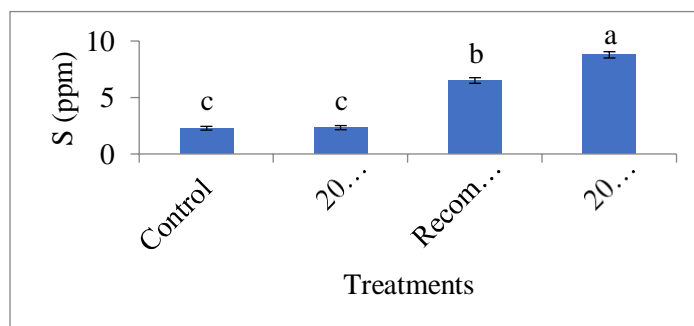 10
a
b
S (ppm)
5
c
c
0
Control
20…
Recom…
20…
Treatments